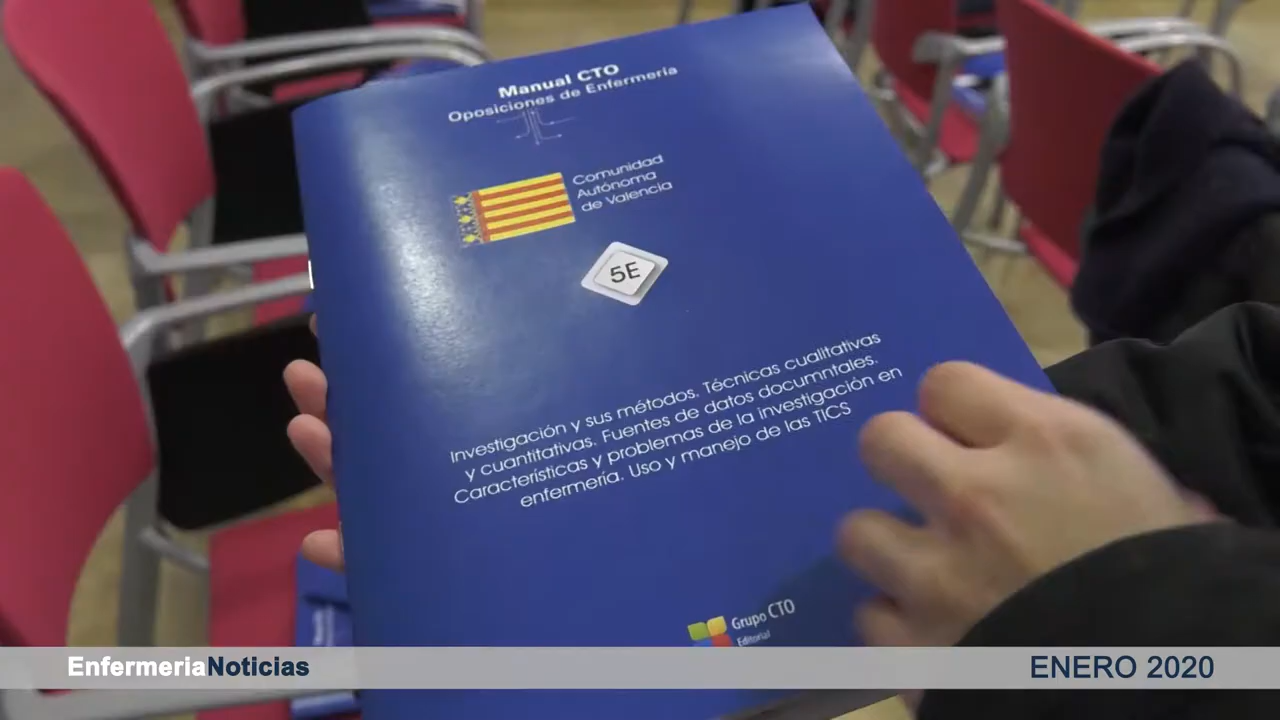 Manual CTO
Oposiciones de Enfermería
Comunidad
Autónoma
de Valencia
5E
Investigación y sus métodos. Técnicas cualitativas
y cuantitativas. Fuentes de datos documntales.
Características y problemas de la investigación en
enfermería. Uso y manejo de las TICS
Grupo CTO
Editorial
EnfermeriaNoticias
ENERO 2020